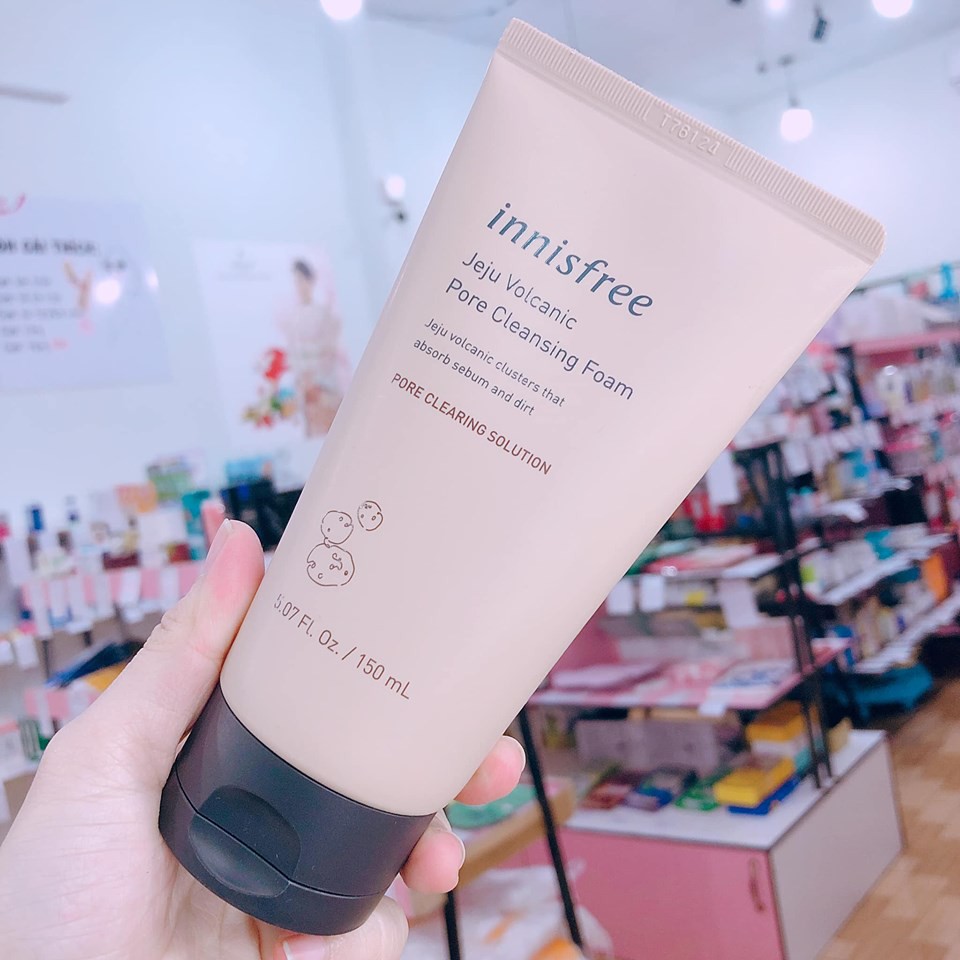 T76124
innisfree
Jeju Volcanic
Pore Cleansing Foam
Jeju volcanic clusters that
absorb sebum and dirt
PORE CLEARING SOLUTION
5.07 Fl. Oz. / 150 mL